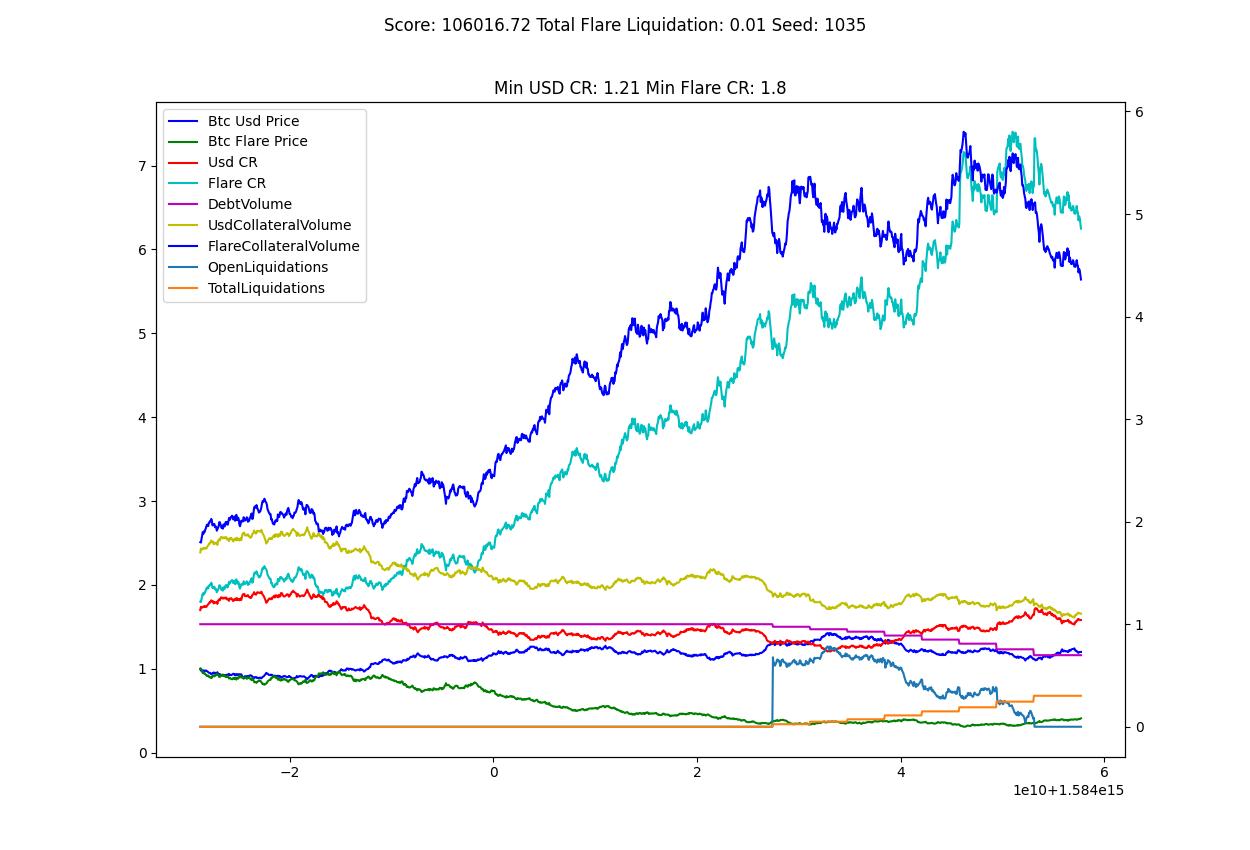 Score: 106016.72 Total Flare Liquidation: 0.01 Seed: 1035
Min USD CR: 1.21 Min Flare CR: 1.8
Btc Usd Price
Btc Flare Price
Usd CR
Flare CR
DebtVolume
UsdCollateralVolume
FlareCollateralVolume
OpenLiquidations
TotalLiquidations
7
6
5
4
3
2
1
0
6
5
4
3
2
1
0
−2
0
2
4
6
1e10+1.584e15